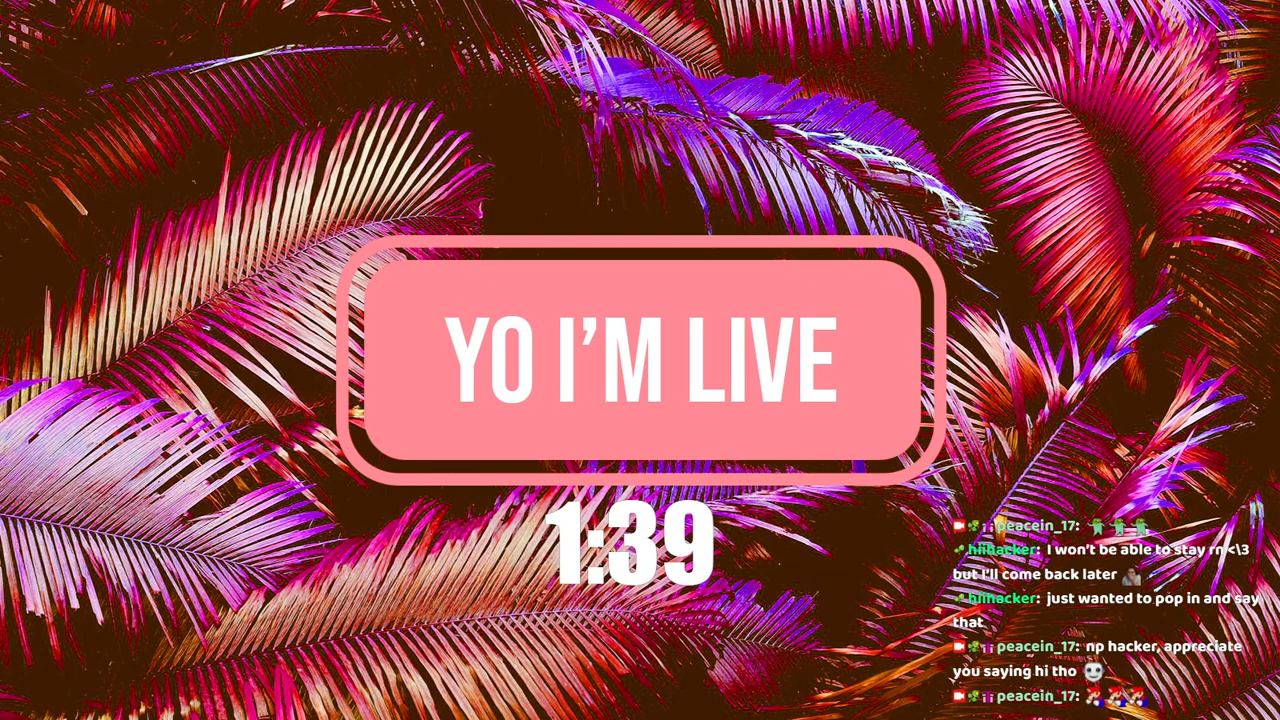 YO I’M LIVE
1:39
peacein_17:
hiihacker: I won't be able to stay rn <\3
but I'll come back later
hiihacker: just wanted to pop in and say
that
peacein_17: np hacker, appreciate
you saying hi tho
peacein_17: